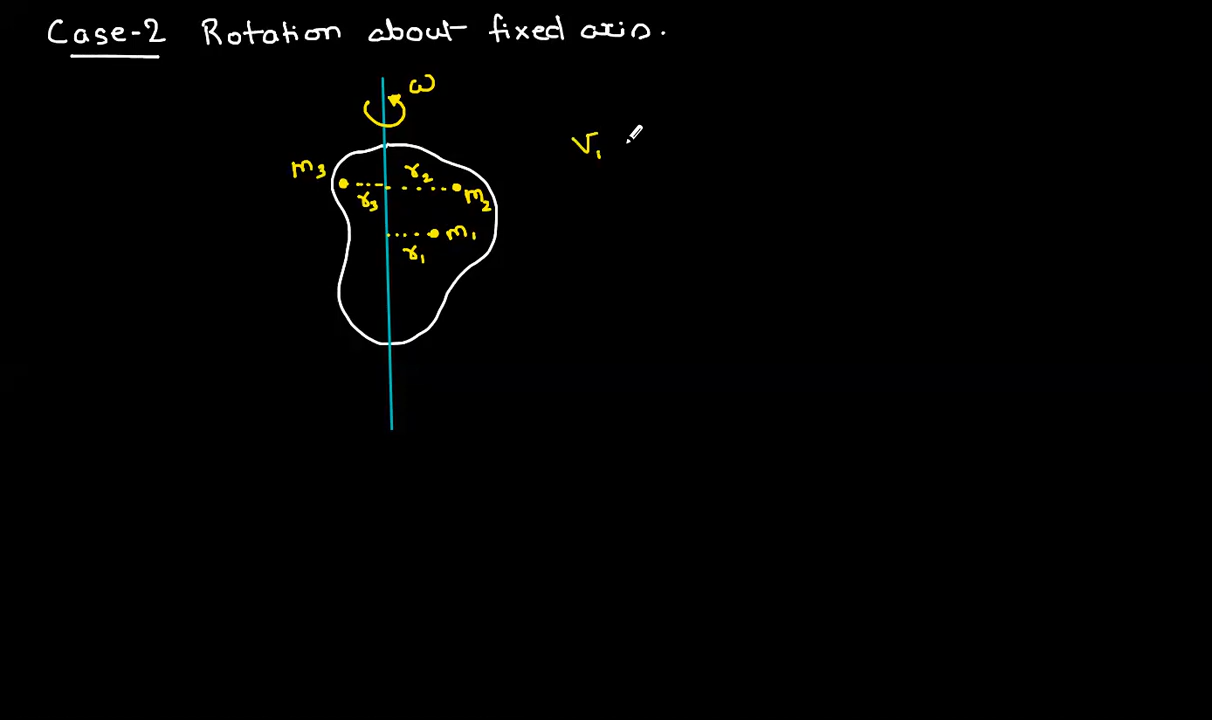 Case-2 Rotation about fixed axis.
ω
V₁
m₃
r₂
r₃
m₂
m₁
r₁